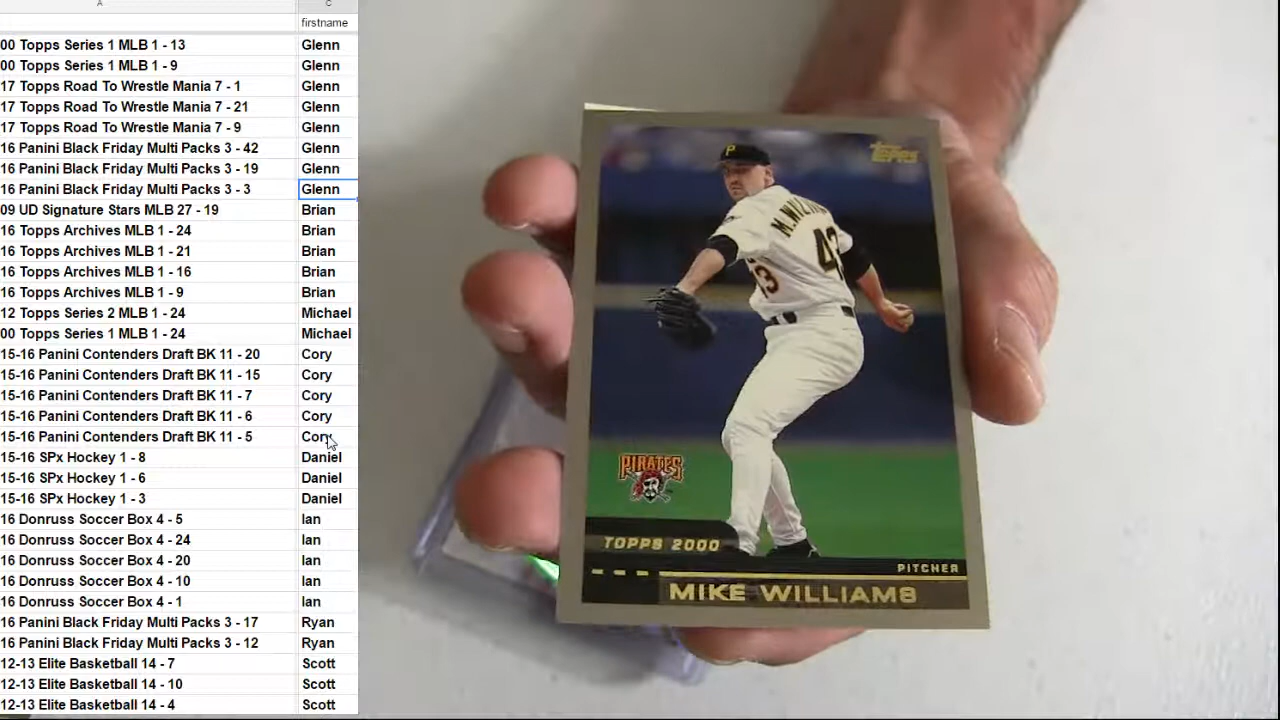 A
C
firstname
00 Topps Series 1 MLB 1 - 13 Glenn
00 Topps Series 1 MLB 1 - 9 Glenn
17 Topps Road To Wrestle Mania 7 - 1 Glenn
17 Topps Road To Wrestle Mania 7 - 21 Glenn
17 Topps Road To Wrestle Mania 7 - 9 Glenn
16 Panini Black Friday Multi Packs 3 - 42 Glenn
16 Panini Black Friday Multi Packs 3 - 19 Glenn
16 Panini Black Friday Multi Packs 3 - 3 Glenn
09 UD Signature Stars MLB 27 - 19 Brian
16 Topps Archives MLB 1 - 24 Brian
16 Topps Archives MLB 1 - 21 Brian
16 Topps Archives MLB 1 - 16 Brian
16 Topps Archives MLB 1 - 9 Brian
12 Topps Series 2 MLB 1 - 24 Michael
00 Topps Series 1 MLB 1 - 24 Michael
15-16 Panini Contenders Draft BK 11 - 20 Cory
15-16 Panini Contenders Draft BK 11 - 15 Cory
15-16 Panini Contenders Draft BK 11 - 7 Cory
15-16 Panini Contenders Draft BK 11 - 6 Cory
15-16 Panini Contenders Draft BK 11 - 5 Cory
15-16 SPx Hockey 1 - 8 Daniel
15-16 SPx Hockey 1 - 6 Daniel
15-16 SPx Hockey 1 - 3 Daniel
16 Donruss Soccer Box 4 - 5 Ian
16 Donruss Soccer Box 4 - 24 Ian
16 Donruss Soccer Box 4 - 20 Ian
16 Donruss Soccer Box 4 - 10 Ian
16 Donruss Soccer Box 4 - 1 Ian
16 Panini Black Friday Multi Packs 3 - 17 Ryan
16 Panini Black Friday Multi Packs 3 - 12 Ryan
12-13 Elite Basketball 14 - 7 Scott
12-13 Elite Basketball 14 - 10 Scott
12-13 Elite Basketball 14 - 4 Scott
Topps
P
43
PIRATES
TOPPS 2000
PITCHER
MIKE WILLIAMS